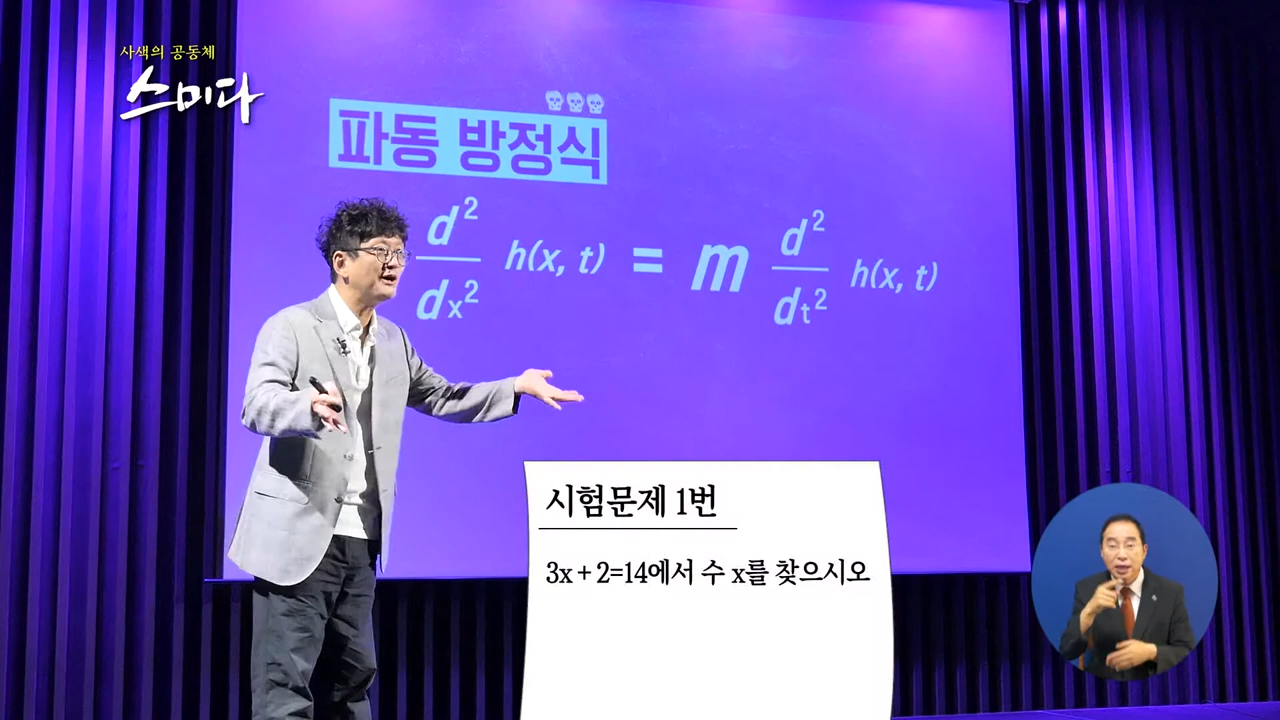 사색의 공동체
스미다
파동 방정식
d²/dx² h(x, t) = m d²/dt² h(x, t)
시험문제 1번
3x + 2=14에서 수 x를 찾으시오